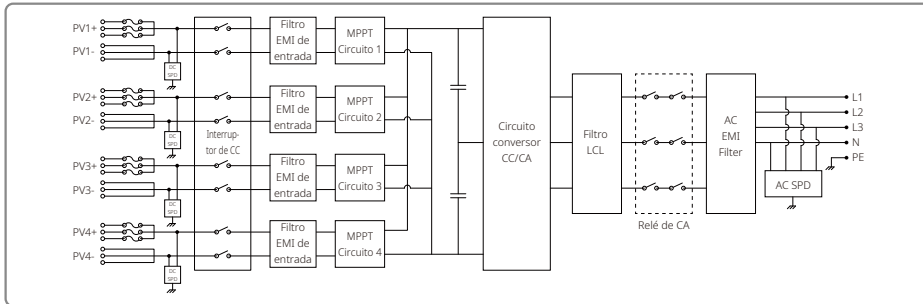 PV1+
PV1-
DC
SPD
Filtro
EMI de
entrada
MPPT
Circuito 1
PV2+
PV2-
DC
SPD
Filtro
EMI de
entrada
MPPT
Circuito 2
PV3+
PV3-
DC
SPD
Filtro
EMI de
entrada
MPPT
Circuito 3
PV4+
PV4-
DC
SPD
Filtro
EMI de
entrada
MPPT
Circuito 4
Interrup-
tor de CC
Circuito
conversor
CC/CA
Filtro
LCL
Relé de CA
AC
EMI
Filter
AC SPD
L1
L2
L3
N
PE